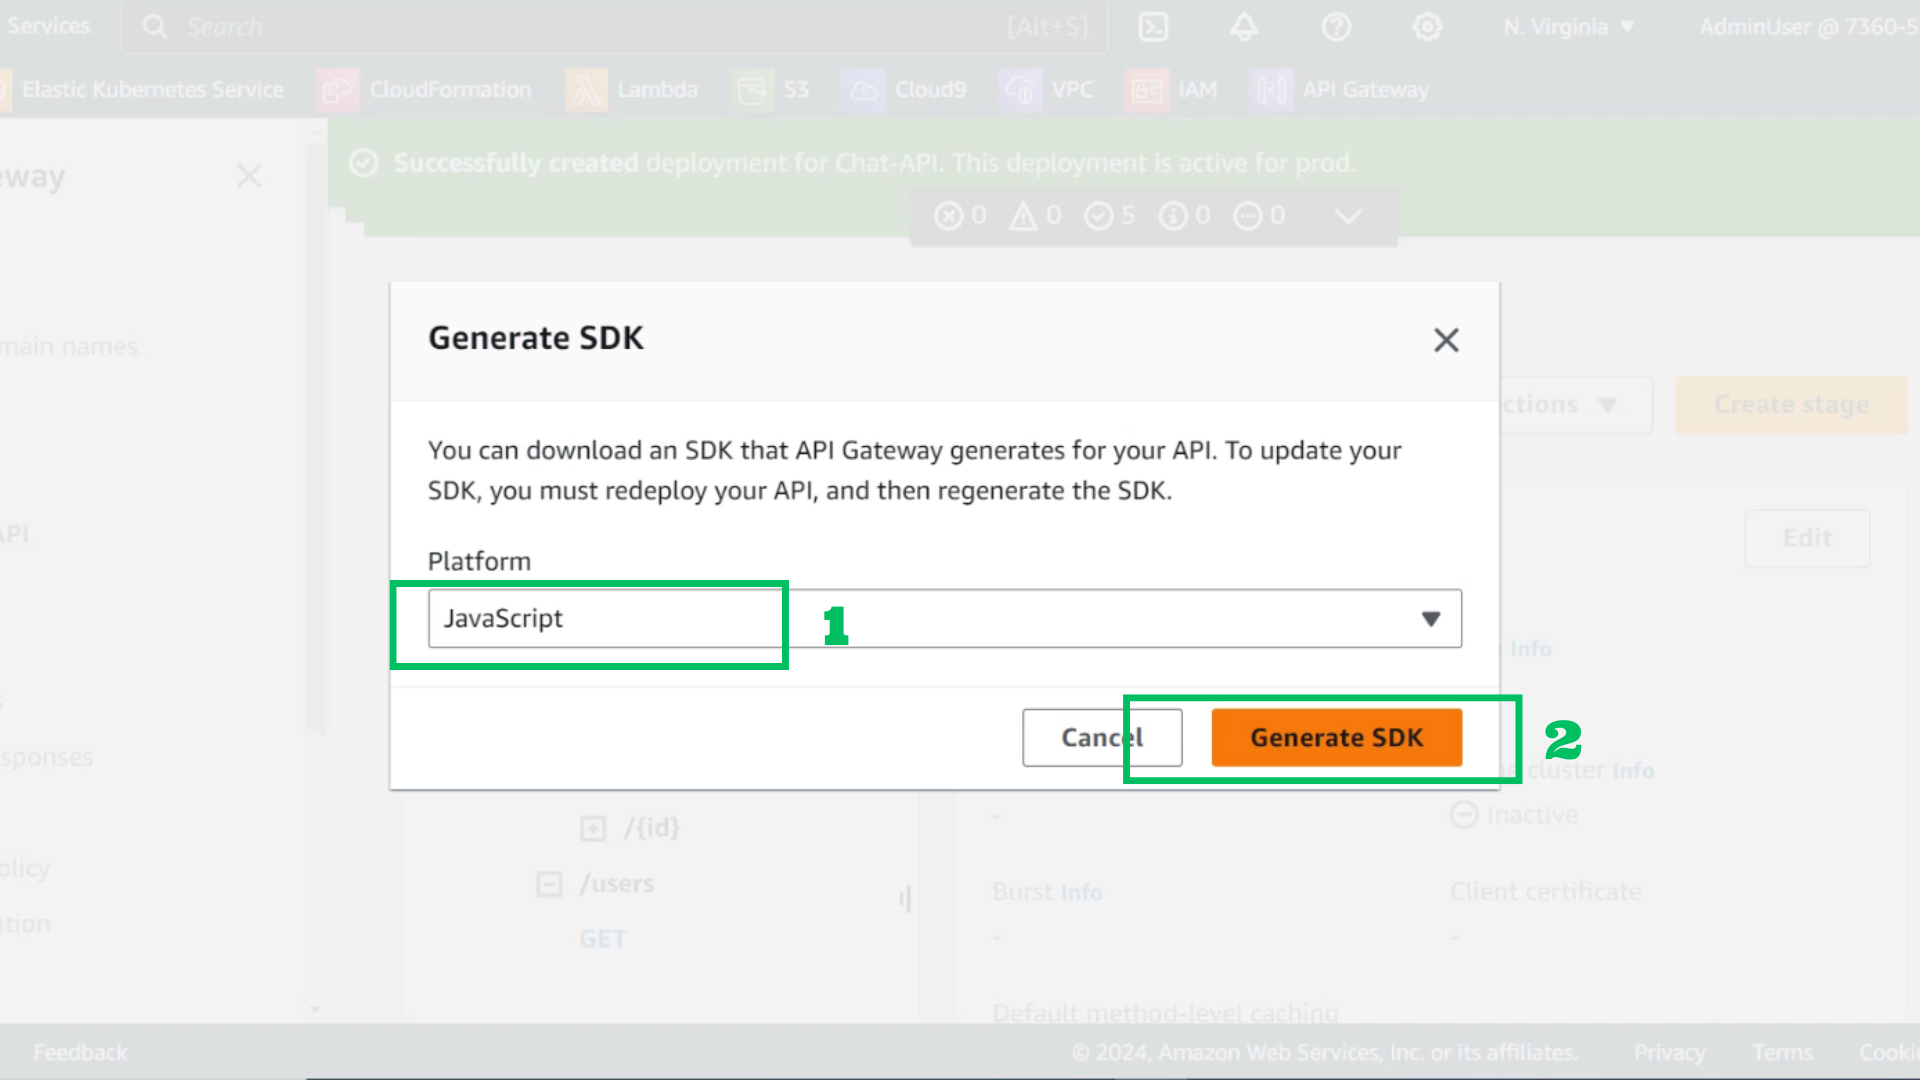 Services Search [Alt+S] N. Virginia AdminUser @ 7360-5
Elastic Kubernetes Service CloudFormation Lambda S3 Cloud9 VPC IAM API Gateway
Successfully created deployment for Chat-API. This deployment is active for prod.
eway
0 0 5 0 0
Generate SDK
main names
ctions Create stage
You can download an SDK that API Gateway generates for your API. To update your
SDK, you must redeploy your API, and then regenerate the SDK.
API
Edit
Platform
JavaScript 1
Info
Cancel Generate SDK 2
sponses
cluster Info
- Inactive
/{id}
olicy
/users
Burst Info Client certificate
ition
GET
- -
Default method-level caching
Feedback © 2024, Amazon Web Services, Inc. or its affiliates. Privacy Terms Cookie